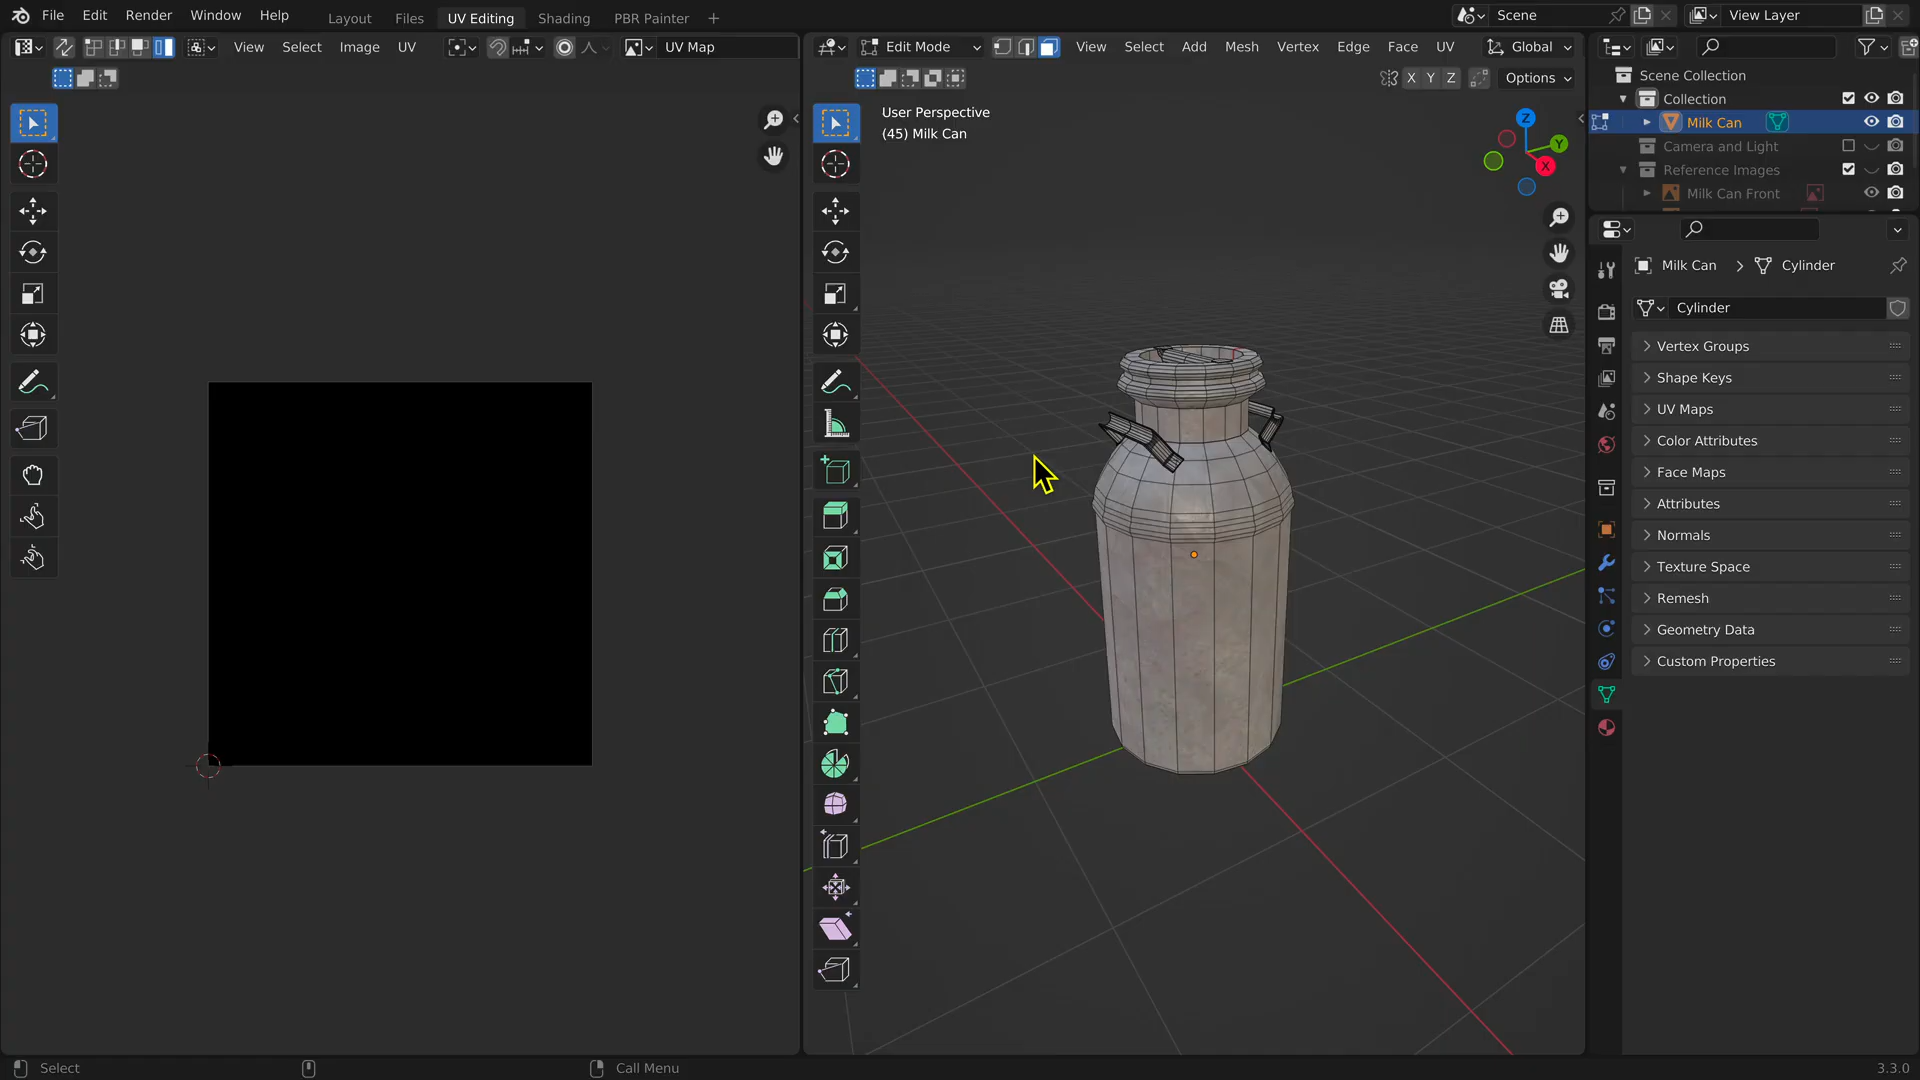 File Edit Render Window Help Layout Files UV Editing Shading PBR Painter + Scene View Layer
View Select Image UV UV Map Edit Mode View Select Add Mesh Vertex Edge Face UV Global
X Y Z Options
User Perspective
(45) Milk Can
Z
Y
X
Scene Collection
Collection
Milk Can
Camera and Light
Reference Images
Milk Can Front
Milk Can > Cylinder
Cylinder
Vertex Groups
Shape Keys
UV Maps
Color Attributes
Face Maps
Attributes
Normals
Texture Space
Remesh
Geometry Data
Custom Properties
Select Call Menu 3.3.0